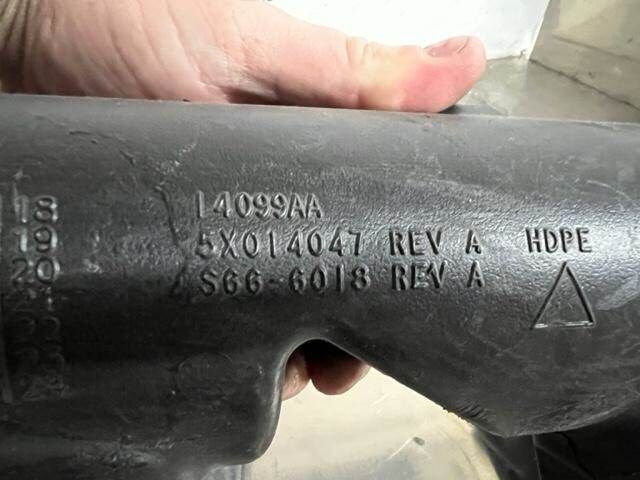 14099AA
5X014047 REV A HDPE
S66-6018 REV A
18
19
20